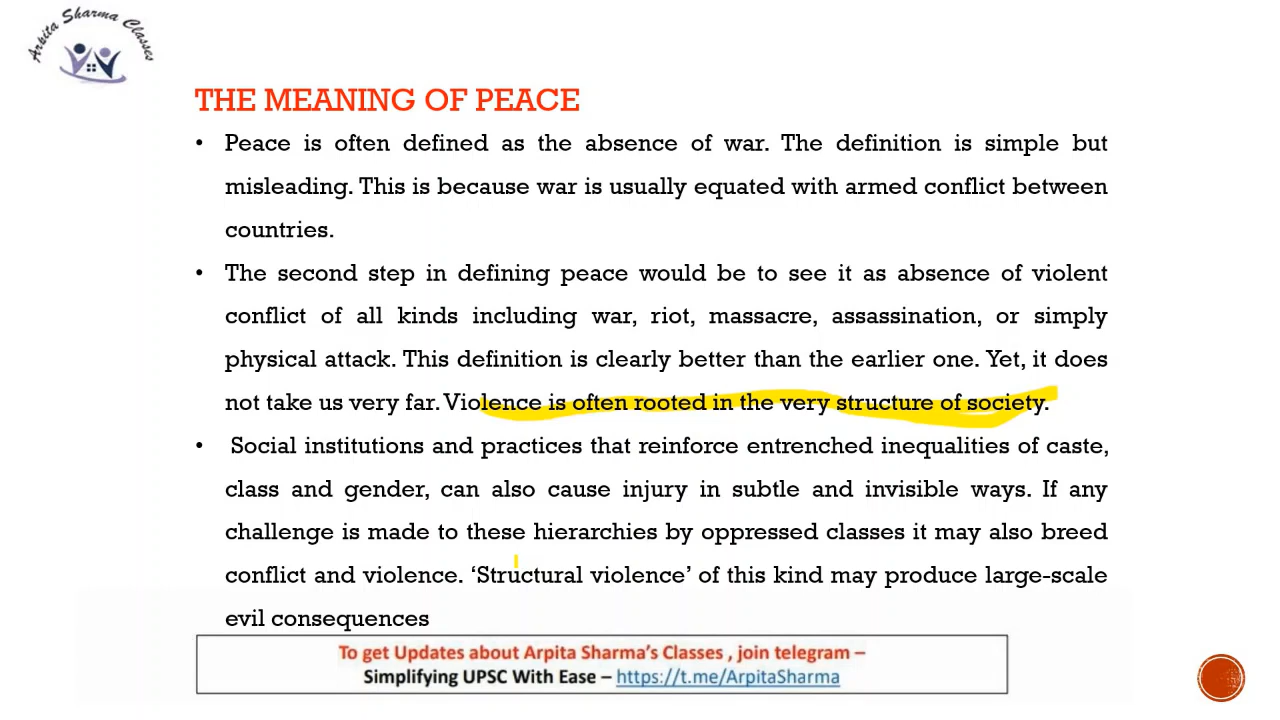 Arpita Sharma Classes
THE MEANING OF PEACE
• Peace is often defined as the absence of war. The definition is simple but
misleading. This is because war is usually equated with armed conflict between
countries.
• The second step in defining peace would be to see it as absence of violent
conflict of all kinds including war, riot, massacre, assassination, or simply
physical attack. This definition is clearly better than the earlier one. Yet, it does
not take us very far. Violence is often rooted in the very structure of society.
• Social institutions and practices that reinforce entrenched inequalities of caste,
class and gender, can also cause injury in subtle and invisible ways. If any
challenge is made to these hierarchies by oppressed classes it may also breed
conflict and violence. ‘Structural violence’ of this kind may produce large-scale
evil consequences
To get Updates about Arpita Sharma’s Classes , join telegram –
Simplifying UPSC With Ease – https://t.me/ArpitaSharma